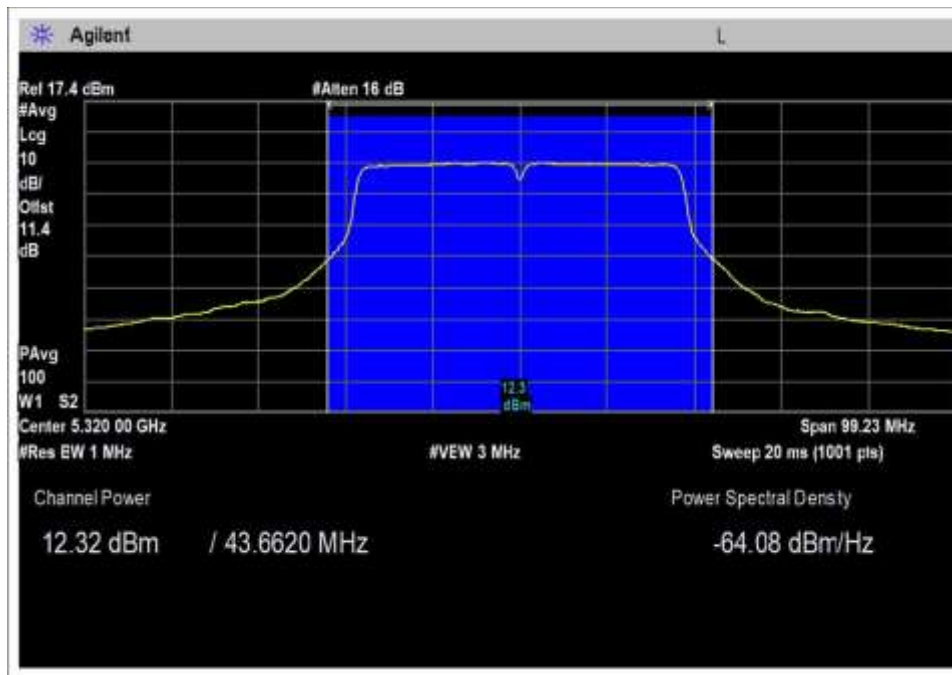 Agilent L
Ref 17.4 dBm #Atten 16 dB
#Avg
Log
10
dB/
Offst
11.4
dB
PAvg
100
W1 S2
12.3
dBm
Center 5.320 00 GHz Span 99.23 MHz
#Res BW 1 MHz #VBW 3 MHz Sweep 20 ms (1001 pts)
Channel Power Power Spectral Density
12.32 dBm / 43.6620 MHz -64.08 dBm/Hz